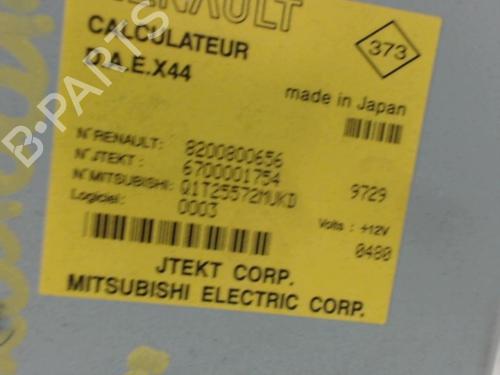 RENAULT
CALCULATEUR
D.A.E.X44
373
made in Japan
N° RENAULT: 8200800656
N° JTEKT : 6700001754
N° MITSUBISHI: Q1T25572MUKD 9729
Logiciel: 0003 Volts : +12V
0480
JTEKT CORP.
MITSUBISHI ELECTRIC CORP.
B-PARTS